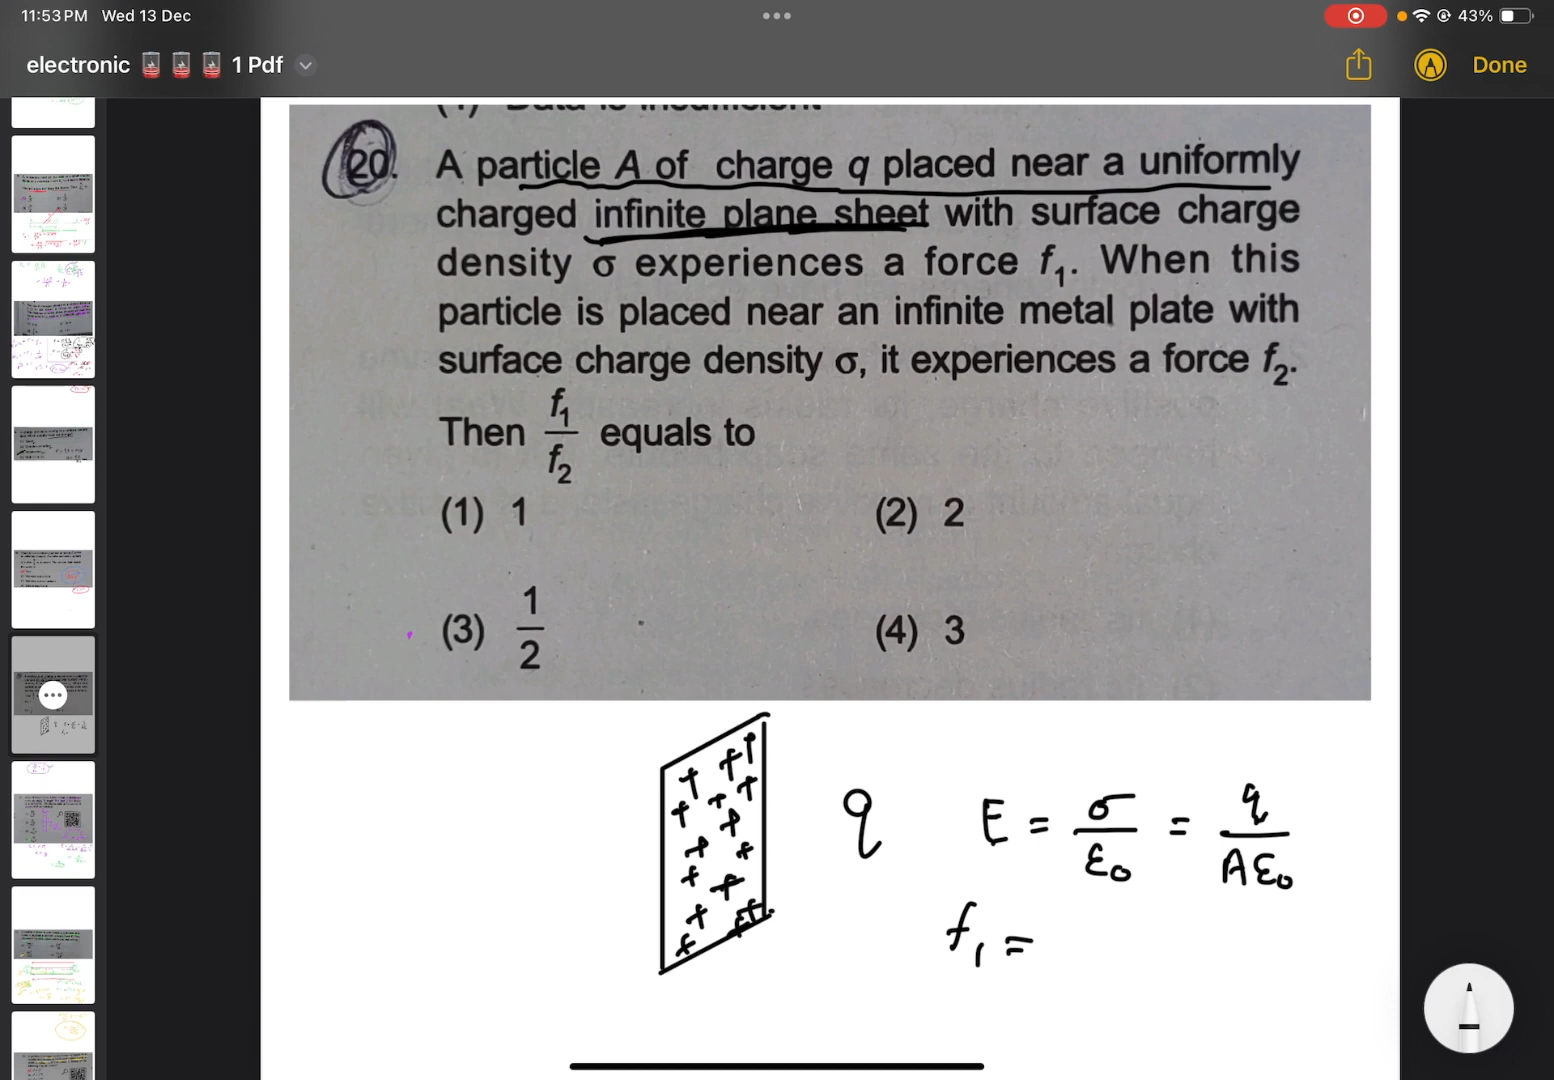 11:53 PM Wed 13 Dec
43%
electronic 1 Pdf
Done
20. A particle A of charge q placed near a uniformly
charged infinite plane sheet with surface charge
density σ experiences a force f₁. When this
particle is placed near an infinite metal plate with
surface charge density σ, it experiences a force f₂.
Then f₁/f₂ equals to
(1) 1 (2) 2
(3) 1/2 (4) 3
q E = σ/ε₀ = q/Aε₀
f₁ =